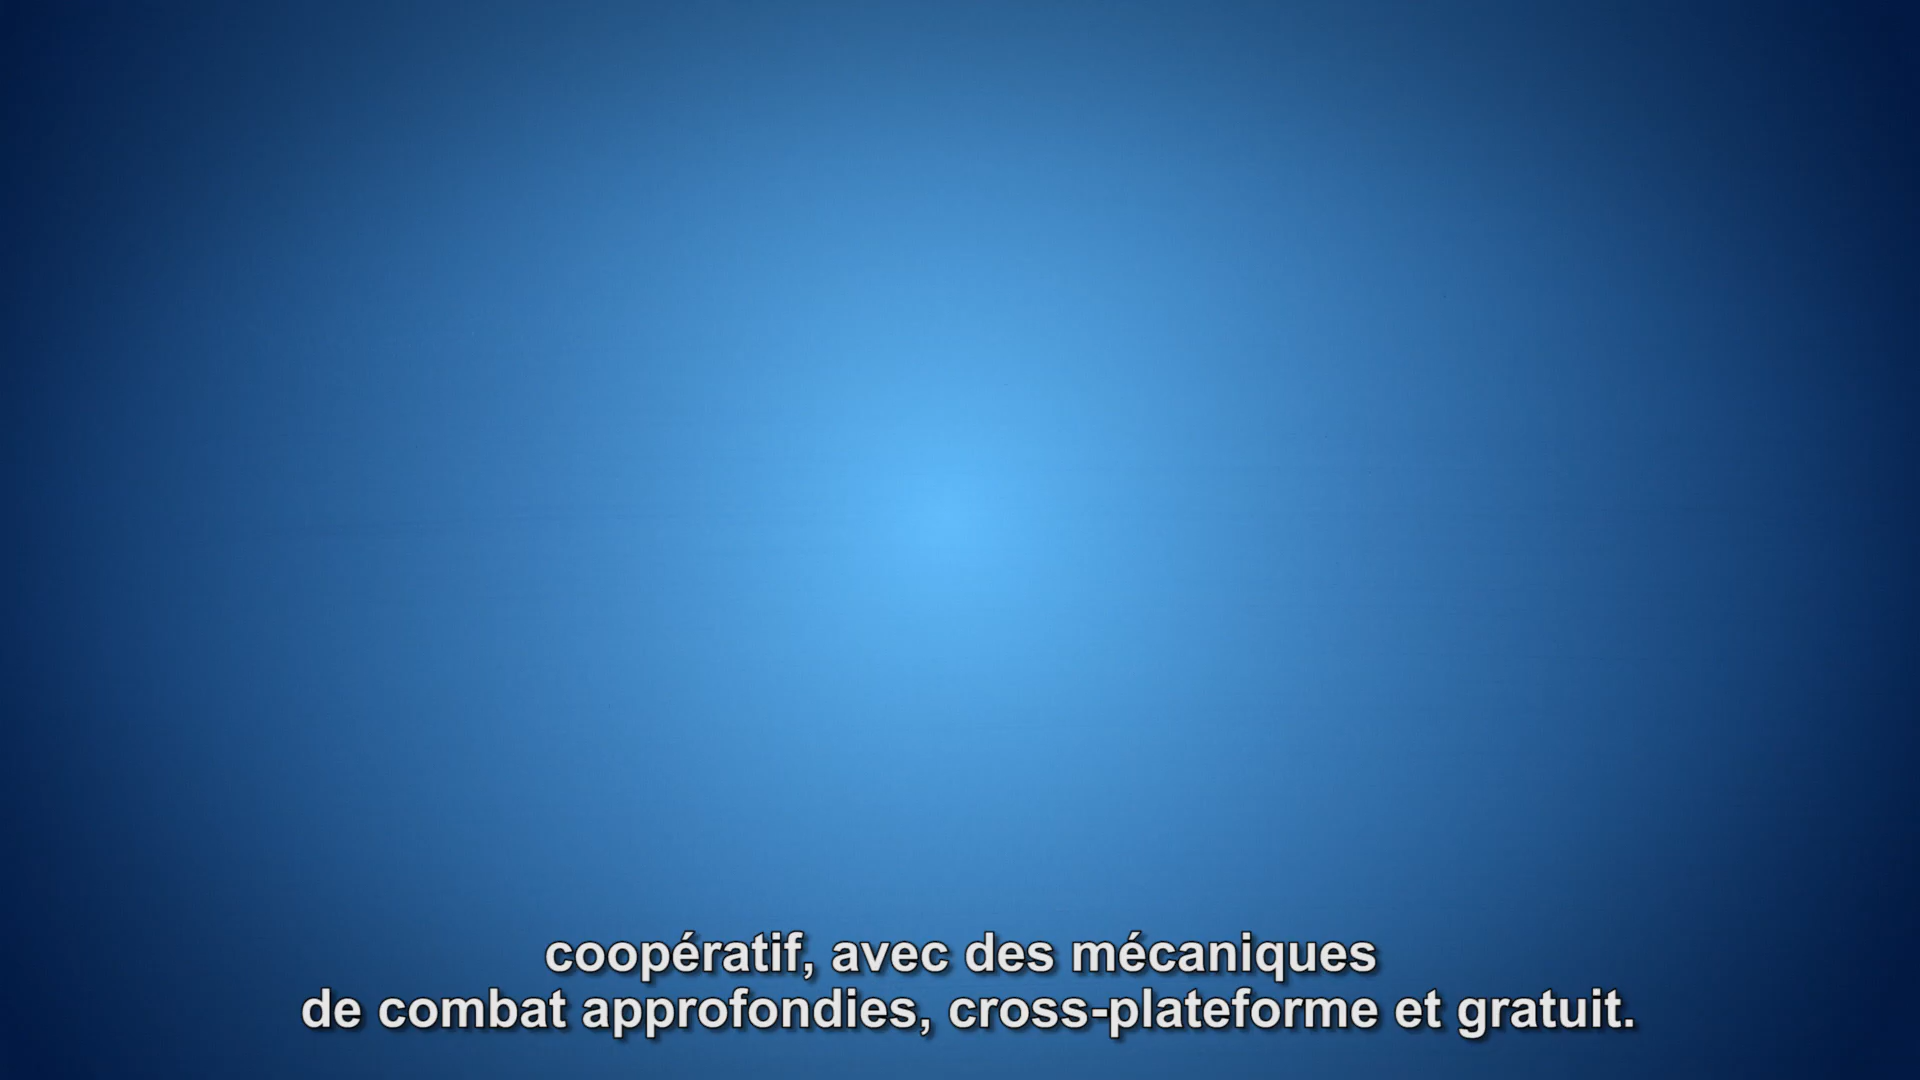 coopératif, avec des mécaniques
de combat approfondies, cross-plateforme et gratuit.